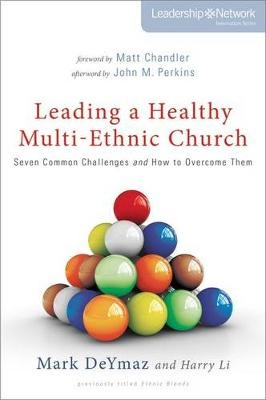 Leadership Network
Innovation Series
foreword by Matt Chandler
afterword by John M. Perkins
Leading a Healthy
Multi-Ethnic Church
Seven Common Challenges and How to Overcome Them
Mark DeYmaz and Harry Li
previously titled Ethnic Blends